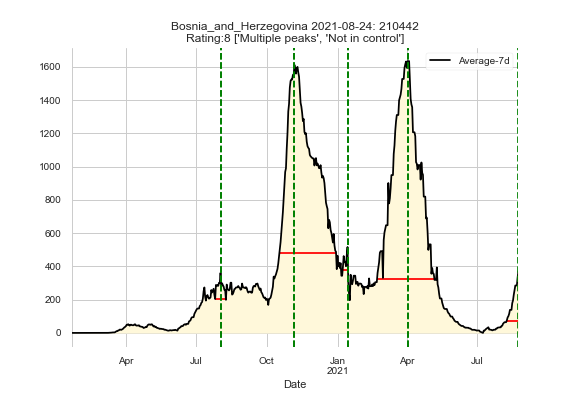 Bosnia_and_Herzegovina 2021-08-24: 210442
Rating:8 ['Multiple peaks', 'Not in control']
Average-7d
1600
1400
1200
1000
800
600
400
200
0
Apr Jul Oct Jan Apr Jul
2021
Date